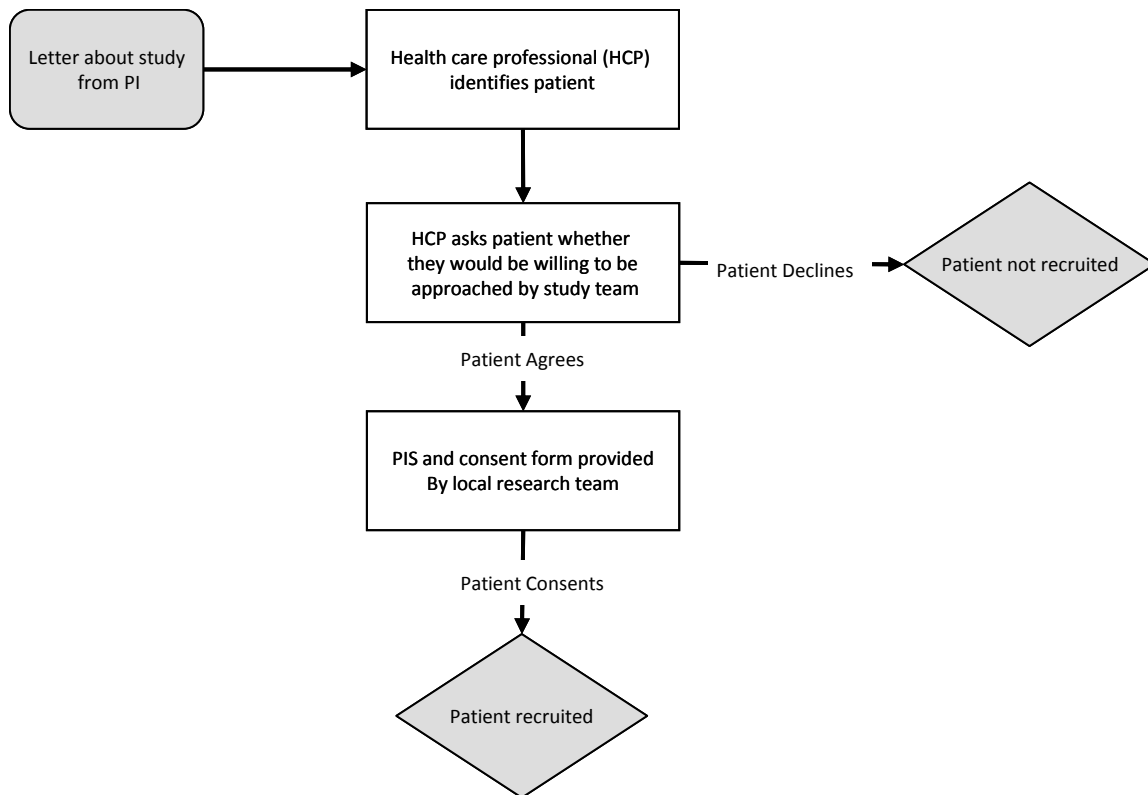 Letter about study
from PI
Health care professional (HCP)
identifies patient
HCP asks patient whether
they would be willing to be
approached by study team
Patient Declines
Patient not recruited
Patient Agrees
PIS and consent form provided
By local research team
Patient Consents
Patient recruited